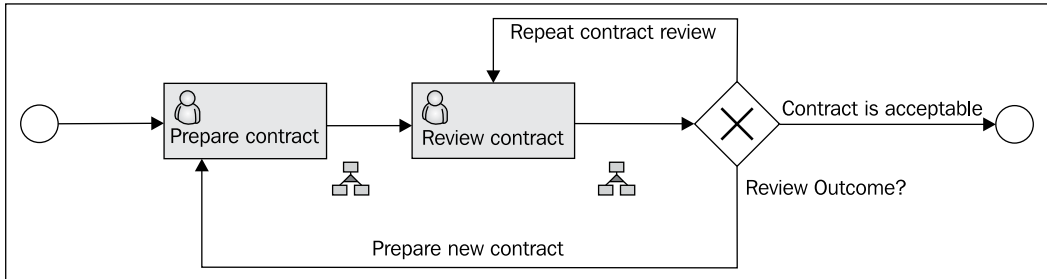 Repeat contract review
Prepare contract
Review contract
Contract is acceptable
Review Outcome?
Prepare new contract